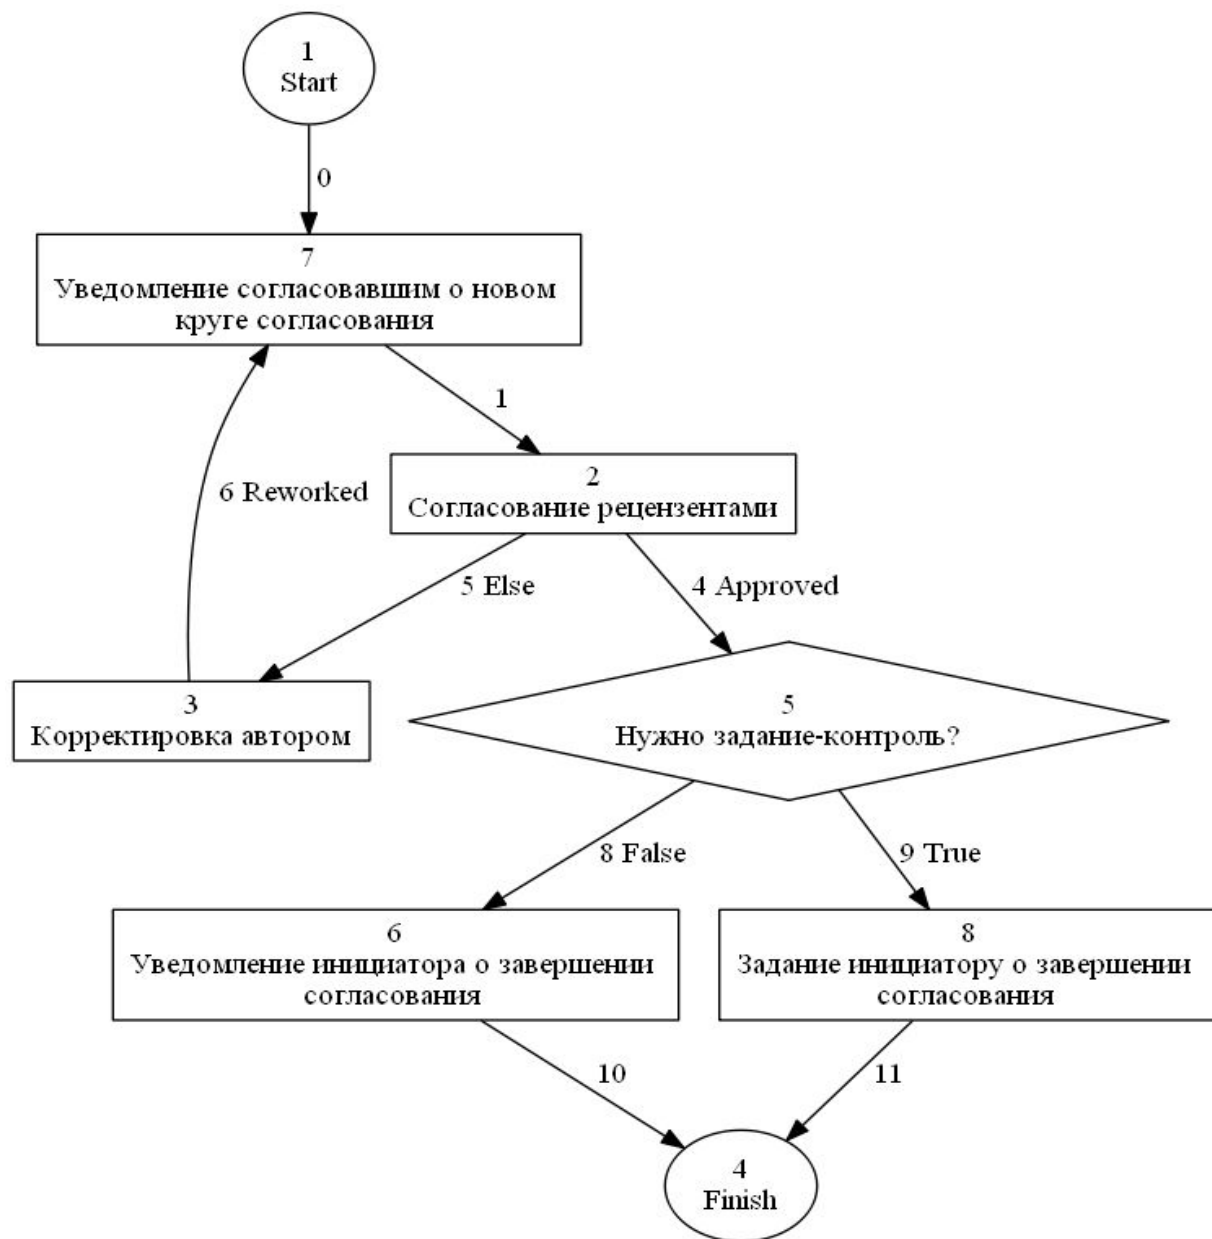 1
Start
0
7
Уведомление согласовавшим о новом
круге согласования
1
6 Reworked
2
Согласование рецензентами
5 Else
4 Approved
3
Корректировка автором
5
Нужно задание-контроль?
8 False
9 True
6
Уведомление инициатора о завершении
согласования
8
Задание инициатору о завершении
согласования
10
11
4
Finish